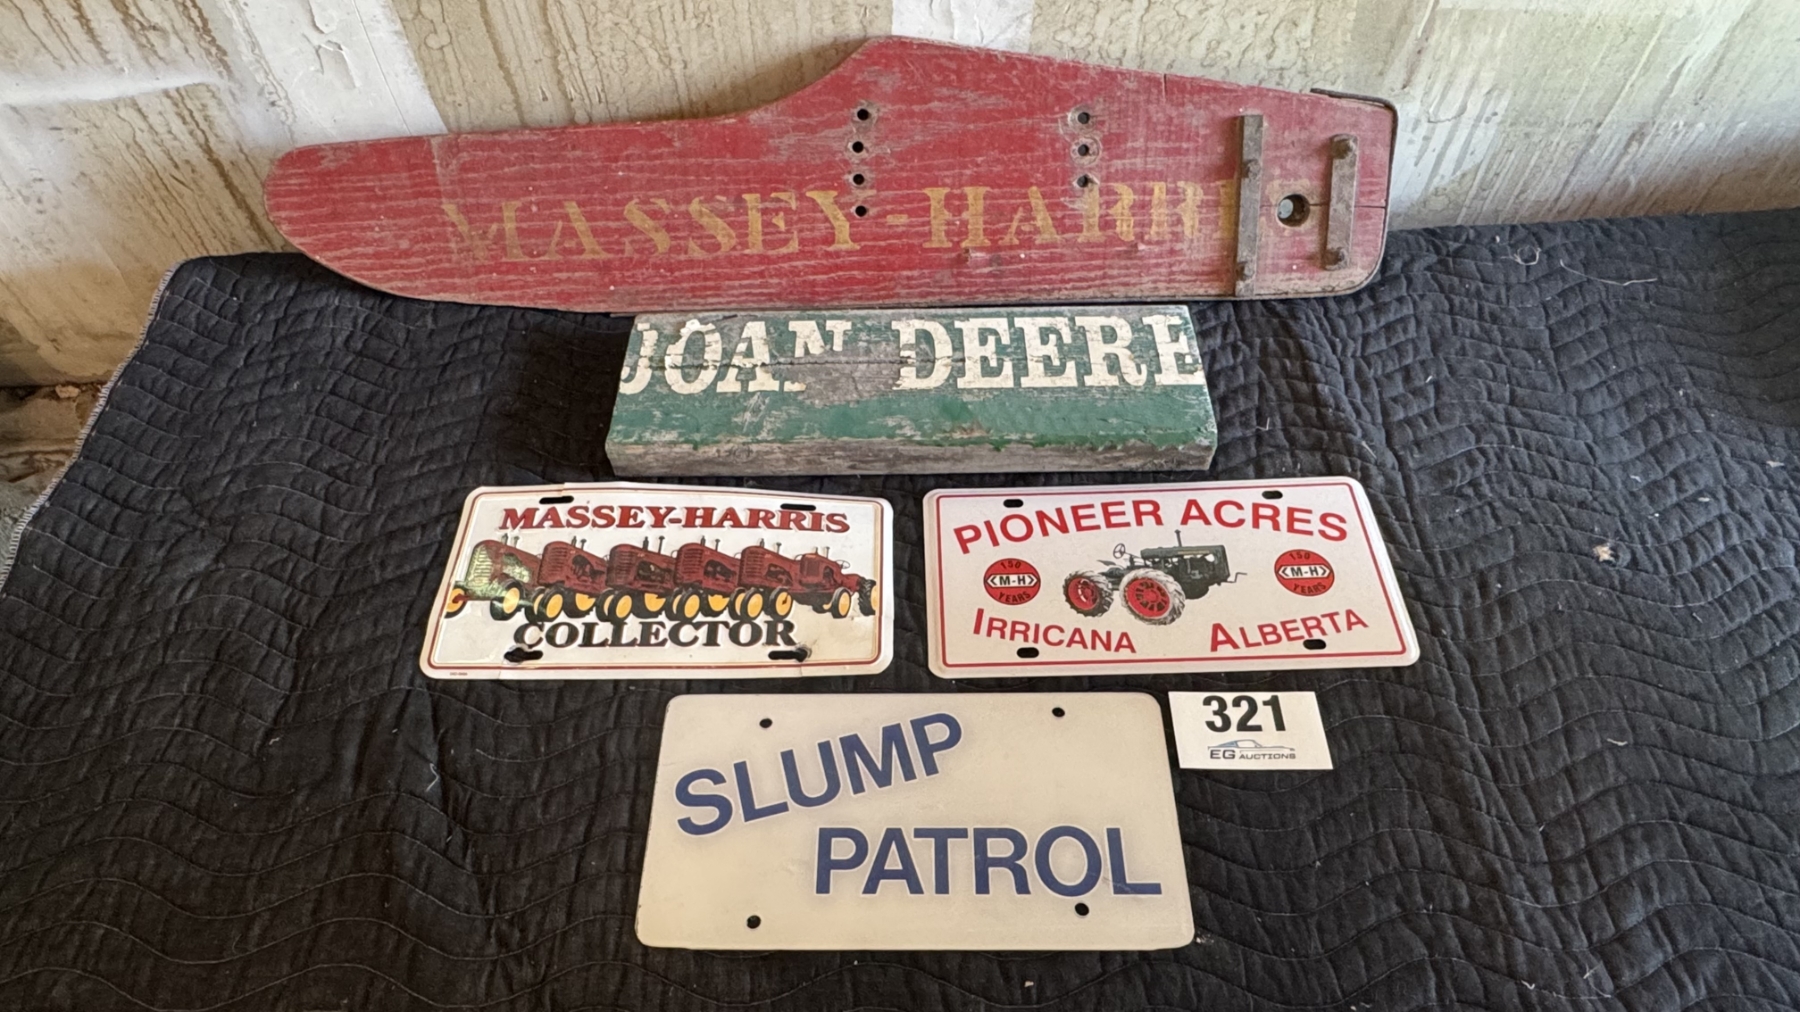 MASSEY-HARRIS
JOAN DEERE
MASSEY-HARRIS
COLLECTOR
PIONEER ACRES
150
M-H
YEARS
150
M-H
YEARS
IRRICANA ALBERTA
SLUMP
PATROL
321
EG AUCTIONS